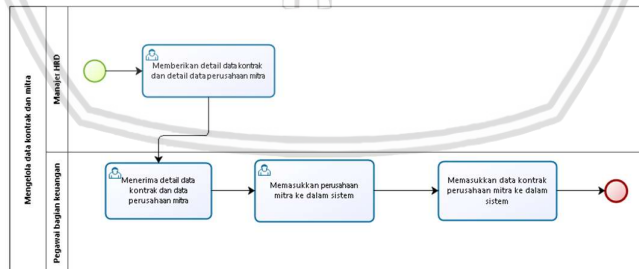 Mengelola data kontrak dan mitra
Manajer HRD
Memberikan detail data kontrak
dan detail data perusahaan mitra
Pegawai bagian keuangan
Menerima detail data
kontrak dan data
perusahaan mitra
Memasukkan perusahaan
mitra ke dalam sistem
Memasukkan data kontrak
perusahaan mitra ke dalam
sistem